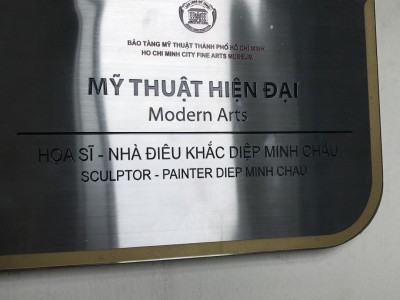 BẢO TÀNG MỸ THUẬT THÀNH PHỐ HỒ CHÍ MINH
HO CHI MINH CITY FINE ARTS MUSEUM
MỸ THUẬT HIỆN ĐẠI
Modern Arts
HỌA SĨ - NHÀ ĐIÊU KHẮC DIỆP MINH CHÂU
SCULPTOR - PAINTER DIEP MINH CHAU